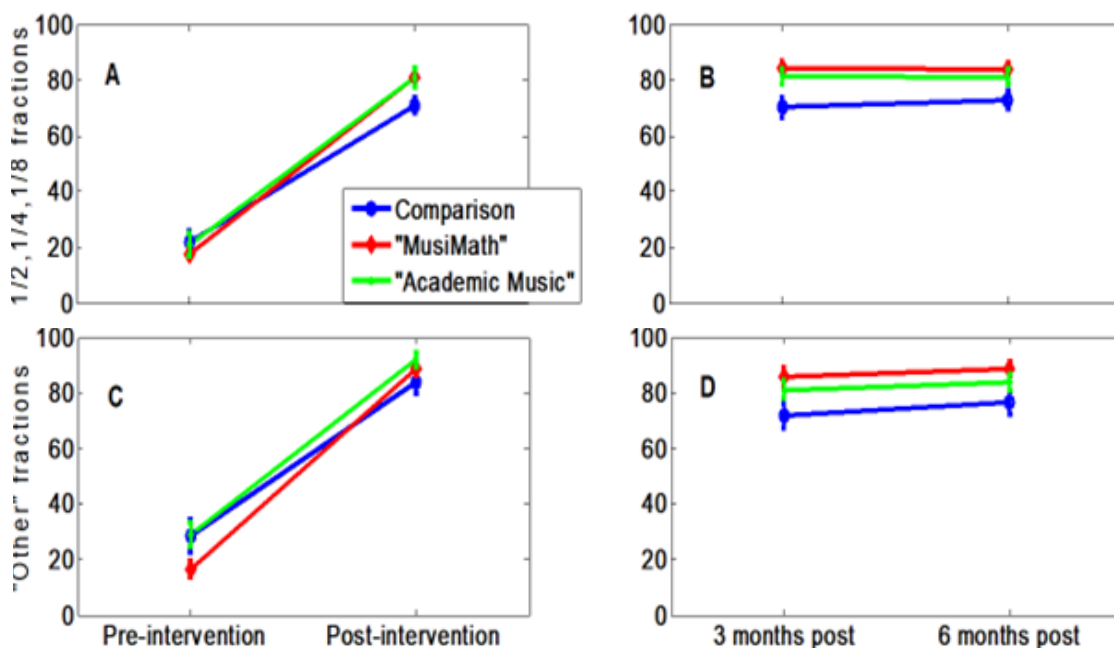 1/2, 1/4, 1/8 fractions
100
80
60
40
20
0
A
Comparison
"MusiMath"
"Academic Music"
100
80
60
40
20
0
B
"Other" fractions
100
80
60
40
20
0
C
Pre-intervention
Post-intervention
100
80
60
40
20
0
D
3 months post
6 months post